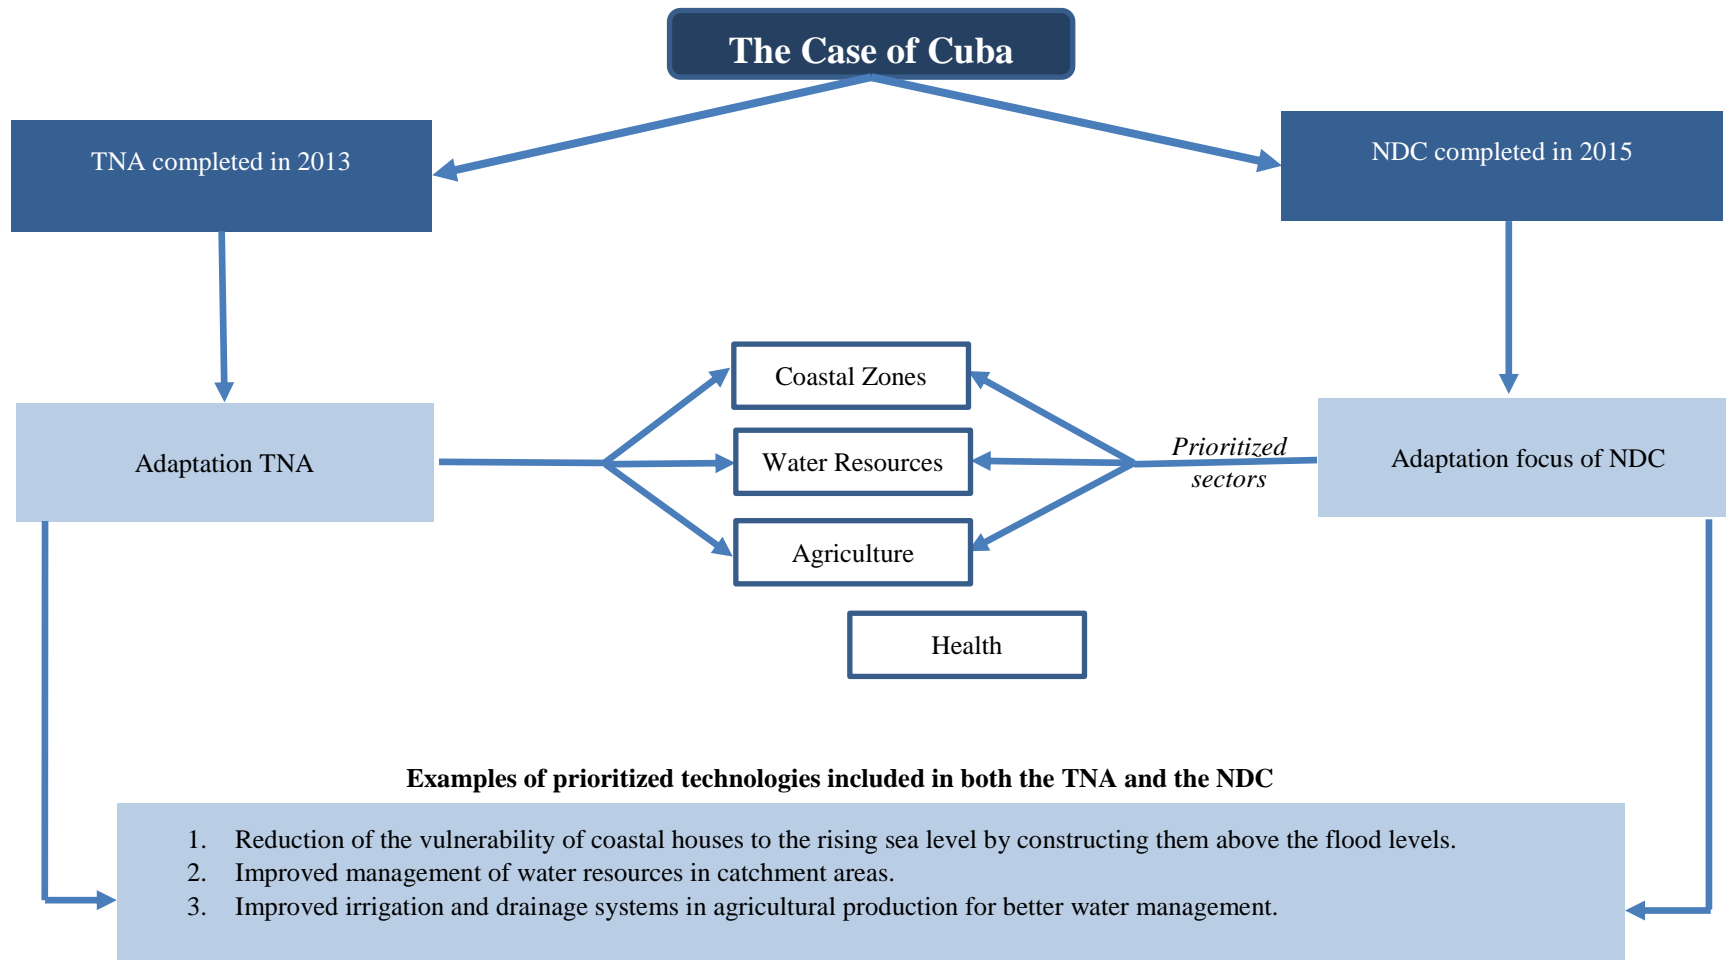 The Case of Cuba
TNA completed in 2013
NDC completed in 2015
Coastal Zones
Water Resources
Agriculture
Health
Adaptation TNA
Prioritized
sectors
Adaptation focus of NDC
Examples of prioritized technologies included in both the TNA and the NDC
1. Reduction of the vulnerability of coastal houses to the rising sea level by constructing them above the flood levels.
2. Improved management of water resources in catchment areas.
3. Improved irrigation and drainage systems in agricultural production for better water management.